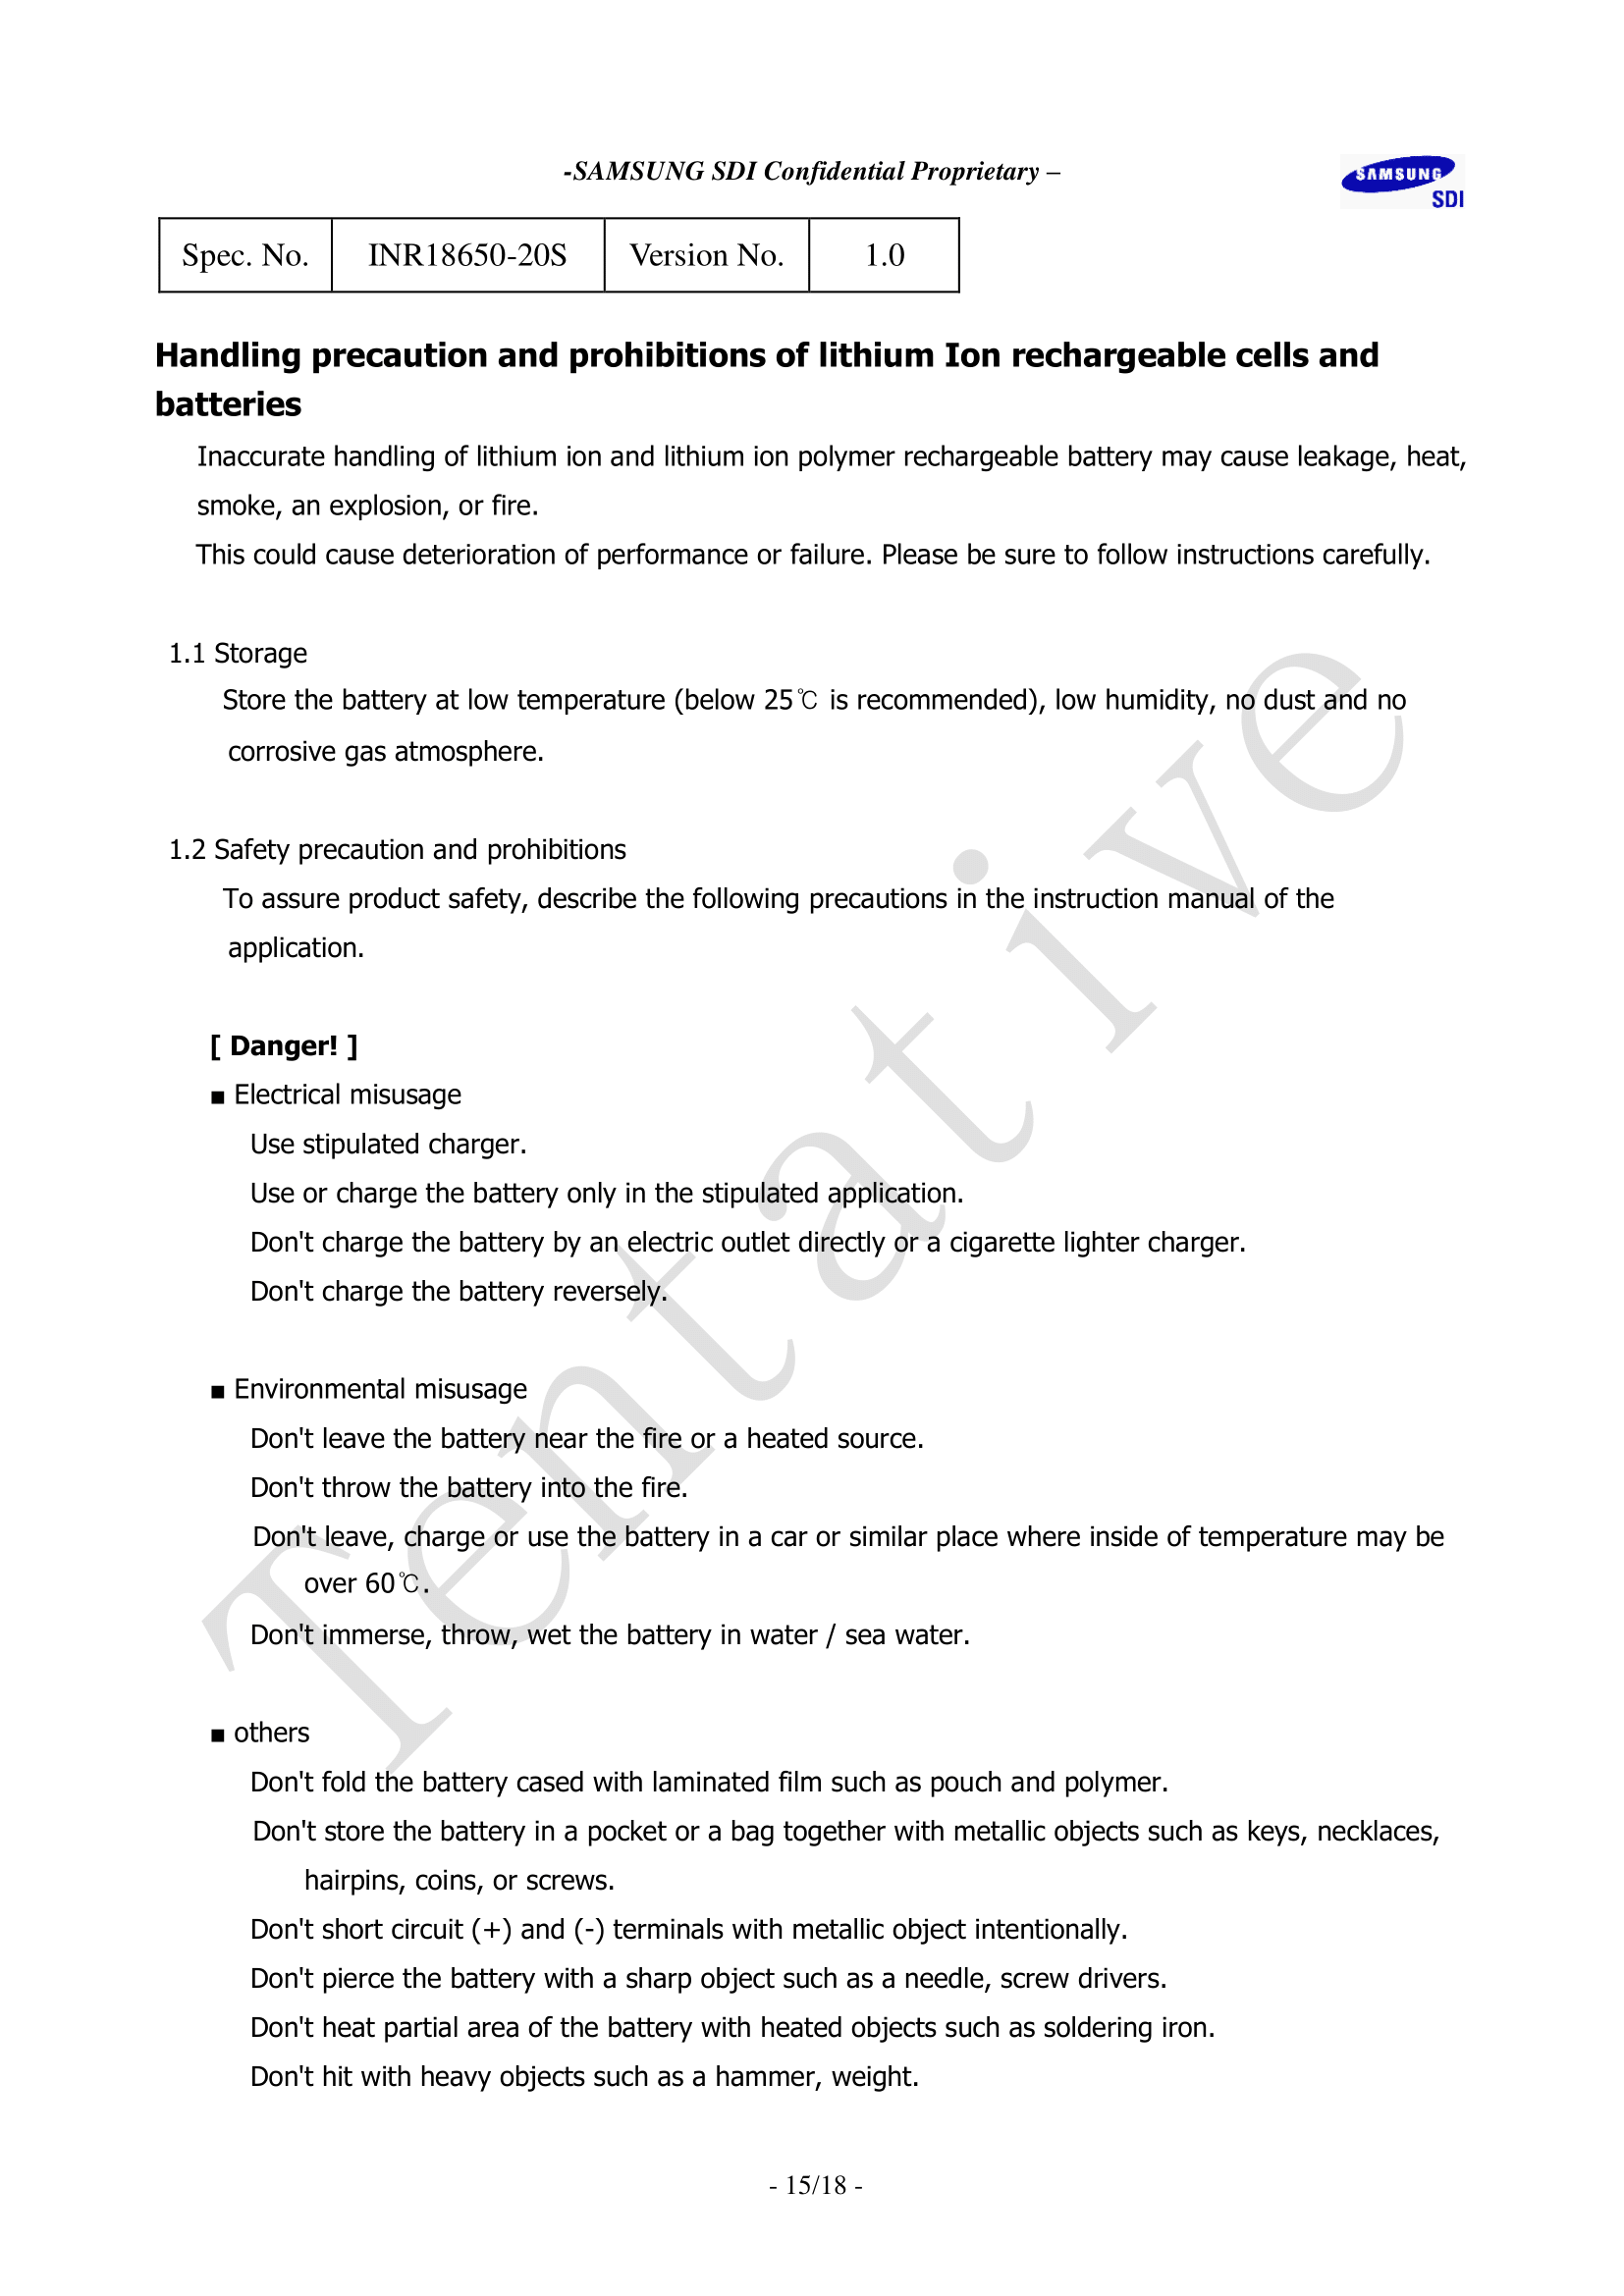 -SAMSUNG SDI Confidential Proprietary –
SAMSUNG
SDI
Spec. No. INR18650-20S Version No. 1.0
Handling precaution and prohibitions of lithium Ion rechargeable cells and
batteries
Inaccurate handling of lithium ion and lithium ion polymer rechargeable battery may cause leakage, heat,
smoke, an explosion, or fire.
This could cause deterioration of performance or failure. Please be sure to follow instructions carefully.
1.1 Storage
Store the battery at low temperature (below 25℃ is recommended), low humidity, no dust and no
corrosive gas atmosphere.
1.2 Safety precaution and prohibitions
To assure product safety, describe the following precautions in the instruction manual of the
application.
[ Danger! ]
■ Electrical misusage
Use stipulated charger.
Use or charge the battery only in the stipulated application.
Don't charge the battery by an electric outlet directly or a cigarette lighter charger.
Don't charge the battery reversely.
■ Environmental misusage
Don't leave the battery near the fire or a heated source.
Don't throw the battery into the fire.
Don't leave, charge or use the battery in a car or similar place where inside of temperature may be
over 60℃.
Don't immerse, throw, wet the battery in water / sea water.
■ others
Don't fold the battery cased with laminated film such as pouch and polymer.
Don't store the battery in a pocket or a bag together with metallic objects such as keys, necklaces,
hairpins, coins, or screws.
Don't short circuit (+) and (-) terminals with metallic object intentionally.
Don't pierce the battery with a sharp object such as a needle, screw drivers.
Don't heat partial area of the battery with heated objects such as soldering iron.
Don't hit with heavy objects such as a hammer, weight.
Tentative
- 15/18 -